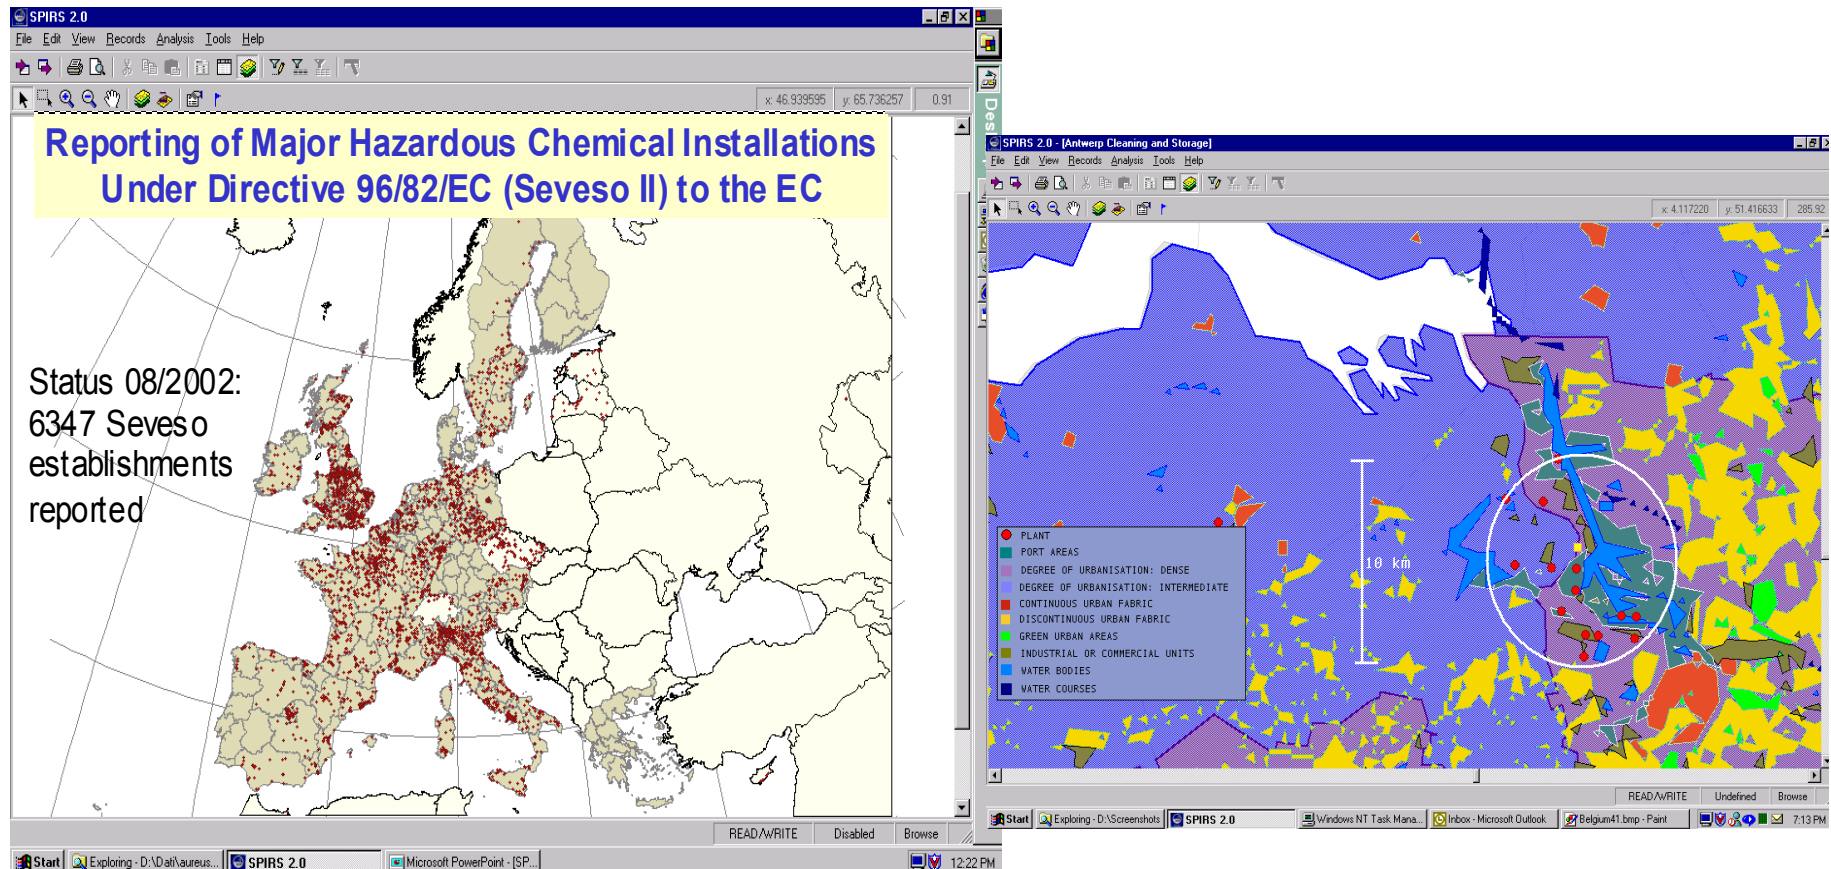 SPIRS 2.0
File Edit View Records Analysis Tools Help
x: 46.939595 y: 65.736257 0.91
Reporting of Major Hazardous Chemical Installations
Under Directive 96/82/EC (Seveso II) to the EC
Status 08/2002:
6347 Seveso
establishments
reported
READ/WRITE Disabled Browse
Start Exploring - D:\Dati\aureus... SPIRS 2.0 Microsoft PowerPoint - [SP... 12:22 PM
SPIRS 2.0 - [Antwerp Cleaning and Storage]
File Edit View Records Analysis Tools Help
x: 4.117220 y: 51.416633 285.92
10 km
PLANT
PORT AREAS
DEGREE OF URBANISATION: DENSE
DEGREE OF URBANISATION: INTERMEDIATE
CONTINUOUS URBAN FABRIC
DISCONTINUOUS URBAN FABRIC
GREEN URBAN AREAS
INDUSTRIAL OR COMMERCIAL UNITS
WATER BODIES
WATER COURSES
READ/WRITE Undefined Browse
Start Exploring - D:\Screenshots SPIRS 2.0 Windows NT Task Mana... Inbox - Microsoft Outlook Belgium41.bmp - Paint 7:13 PM